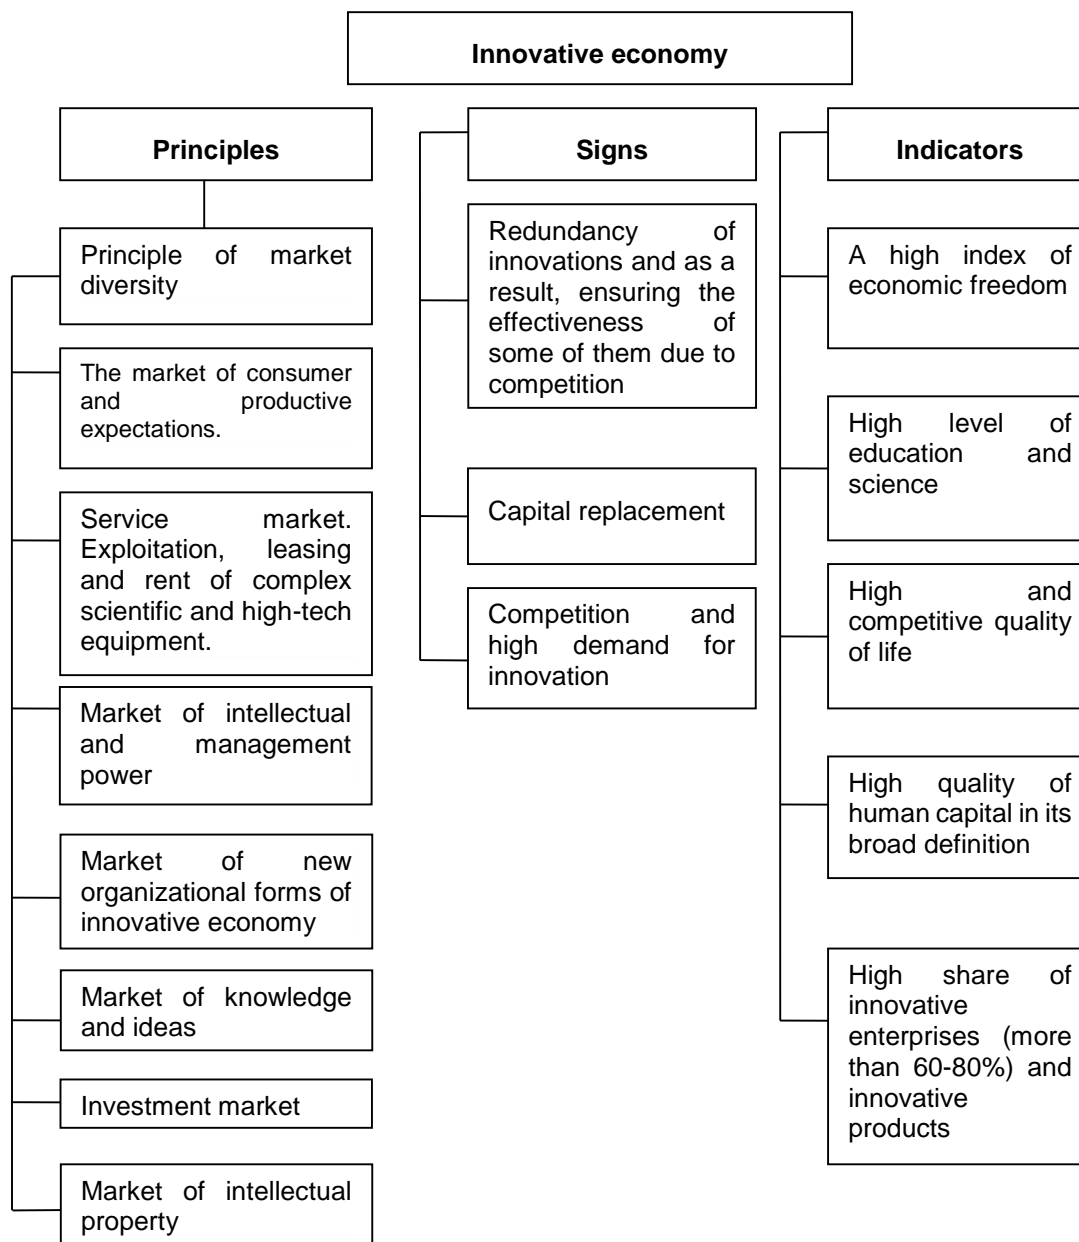 Innovative economy
Principles
Principle of market
diversity
The market of consumer
and productive
expectations.
Service market.
Exploitation, leasing
and rent of complex
scientific and high-tech
equipment.
Market of intellectual
and management
power
Market of new
organizational forms of
innovative economy
Market of knowledge
and ideas
Investment market
Market of intellectual
property
Signs
Redundancy of
innovations and as a
result, ensuring the
effectiveness of
some of them due to
competition
Capital replacement
Competition and
high demand for
innovation
Indicators
A high index of
economic freedom
High level of
education and
science
High and
competitive quality
of life
High quality of
human capital in its
broad definition
High share of
innovative
enterprises (more
than 60-80%) and
innovative
products